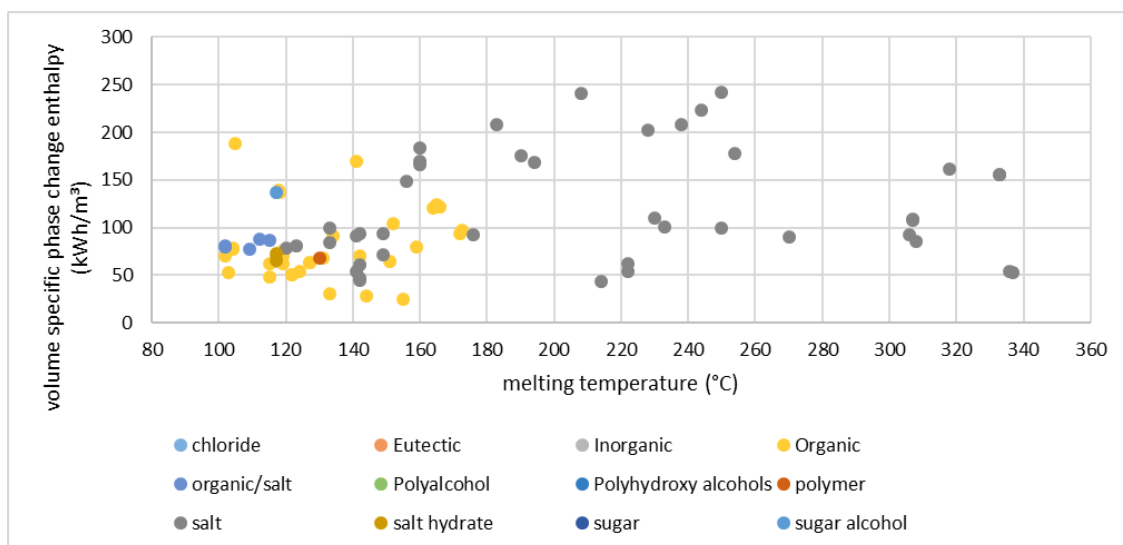 volume specific phase change enthalpy
(kWh/m³)
300
250
200
150
100
50
0
80 100 120 140 160 180 200 220 240 260 280 300 320 340 360
melting temperature (°C)
chloride Eutectic Inorganic Organic
organic/salt Polyalcohol Polyhydroxy alcohols polymer
salt salt hydrate sugar sugar alcohol